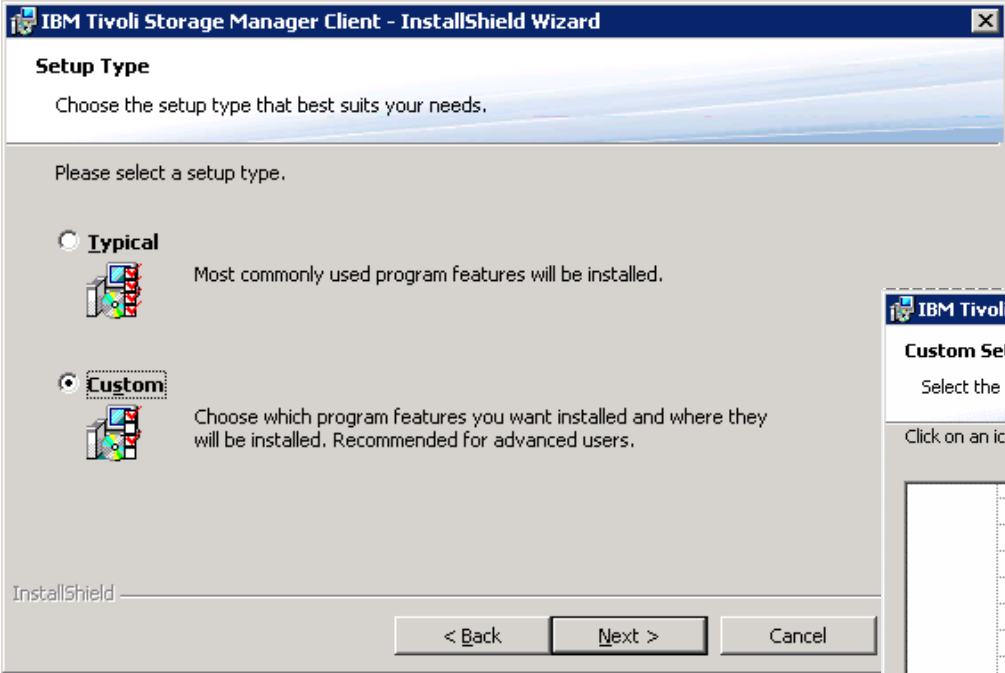 IBM Tivoli Storage Manager Client - InstallShield Wizard
Setup Type
Choose the setup type that best suits your needs.
Please select a setup type.
Typical
Most commonly used program features will be installed.
Custom
Choose which program features you want installed and where they
will be installed. Recommended for advanced users.
InstallShield
< Back
Next >
Cancel
IBM Tivoli
Custom Se
Select the
Click on an ic